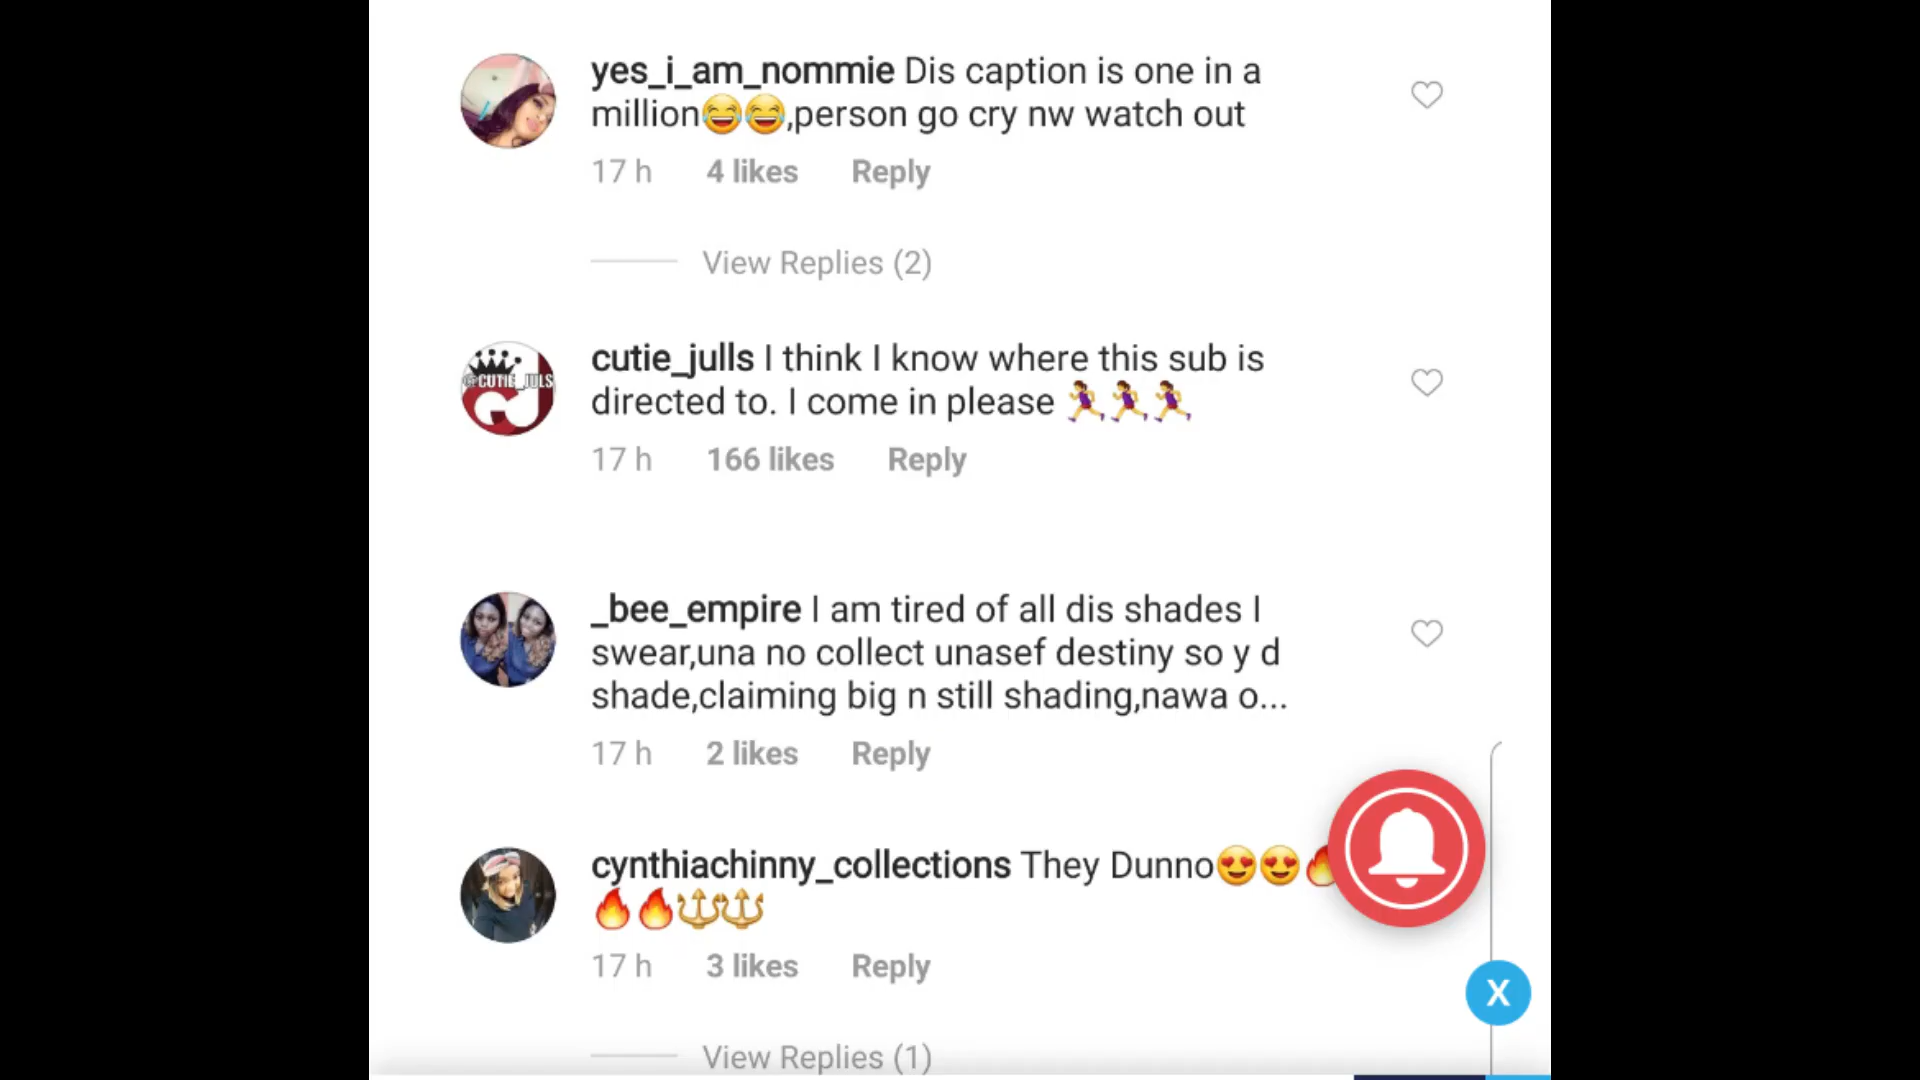 yes_i_am_nommie Dis caption is one in a
million😂😂,person go cry nw watch out
17 h 4 likes Reply
View Replies (2)
@CUTIE_JULS
cutie_julls I think I know where this sub is
directed to. I come in please 🏃‍♀️🏃‍♀️🏃‍♀️
17 h 166 likes Reply
_bee_empire I am tired of all dis shades I
swear,una no collect unasef destiny so y d
shade,claiming big n still shading,nawa o...
17 h 2 likes Reply
cynthiachinny_collections They Dunno😍😍🔥
🔥🔥🔱🔱
17 h 3 likes Reply
X
View Replies (1)